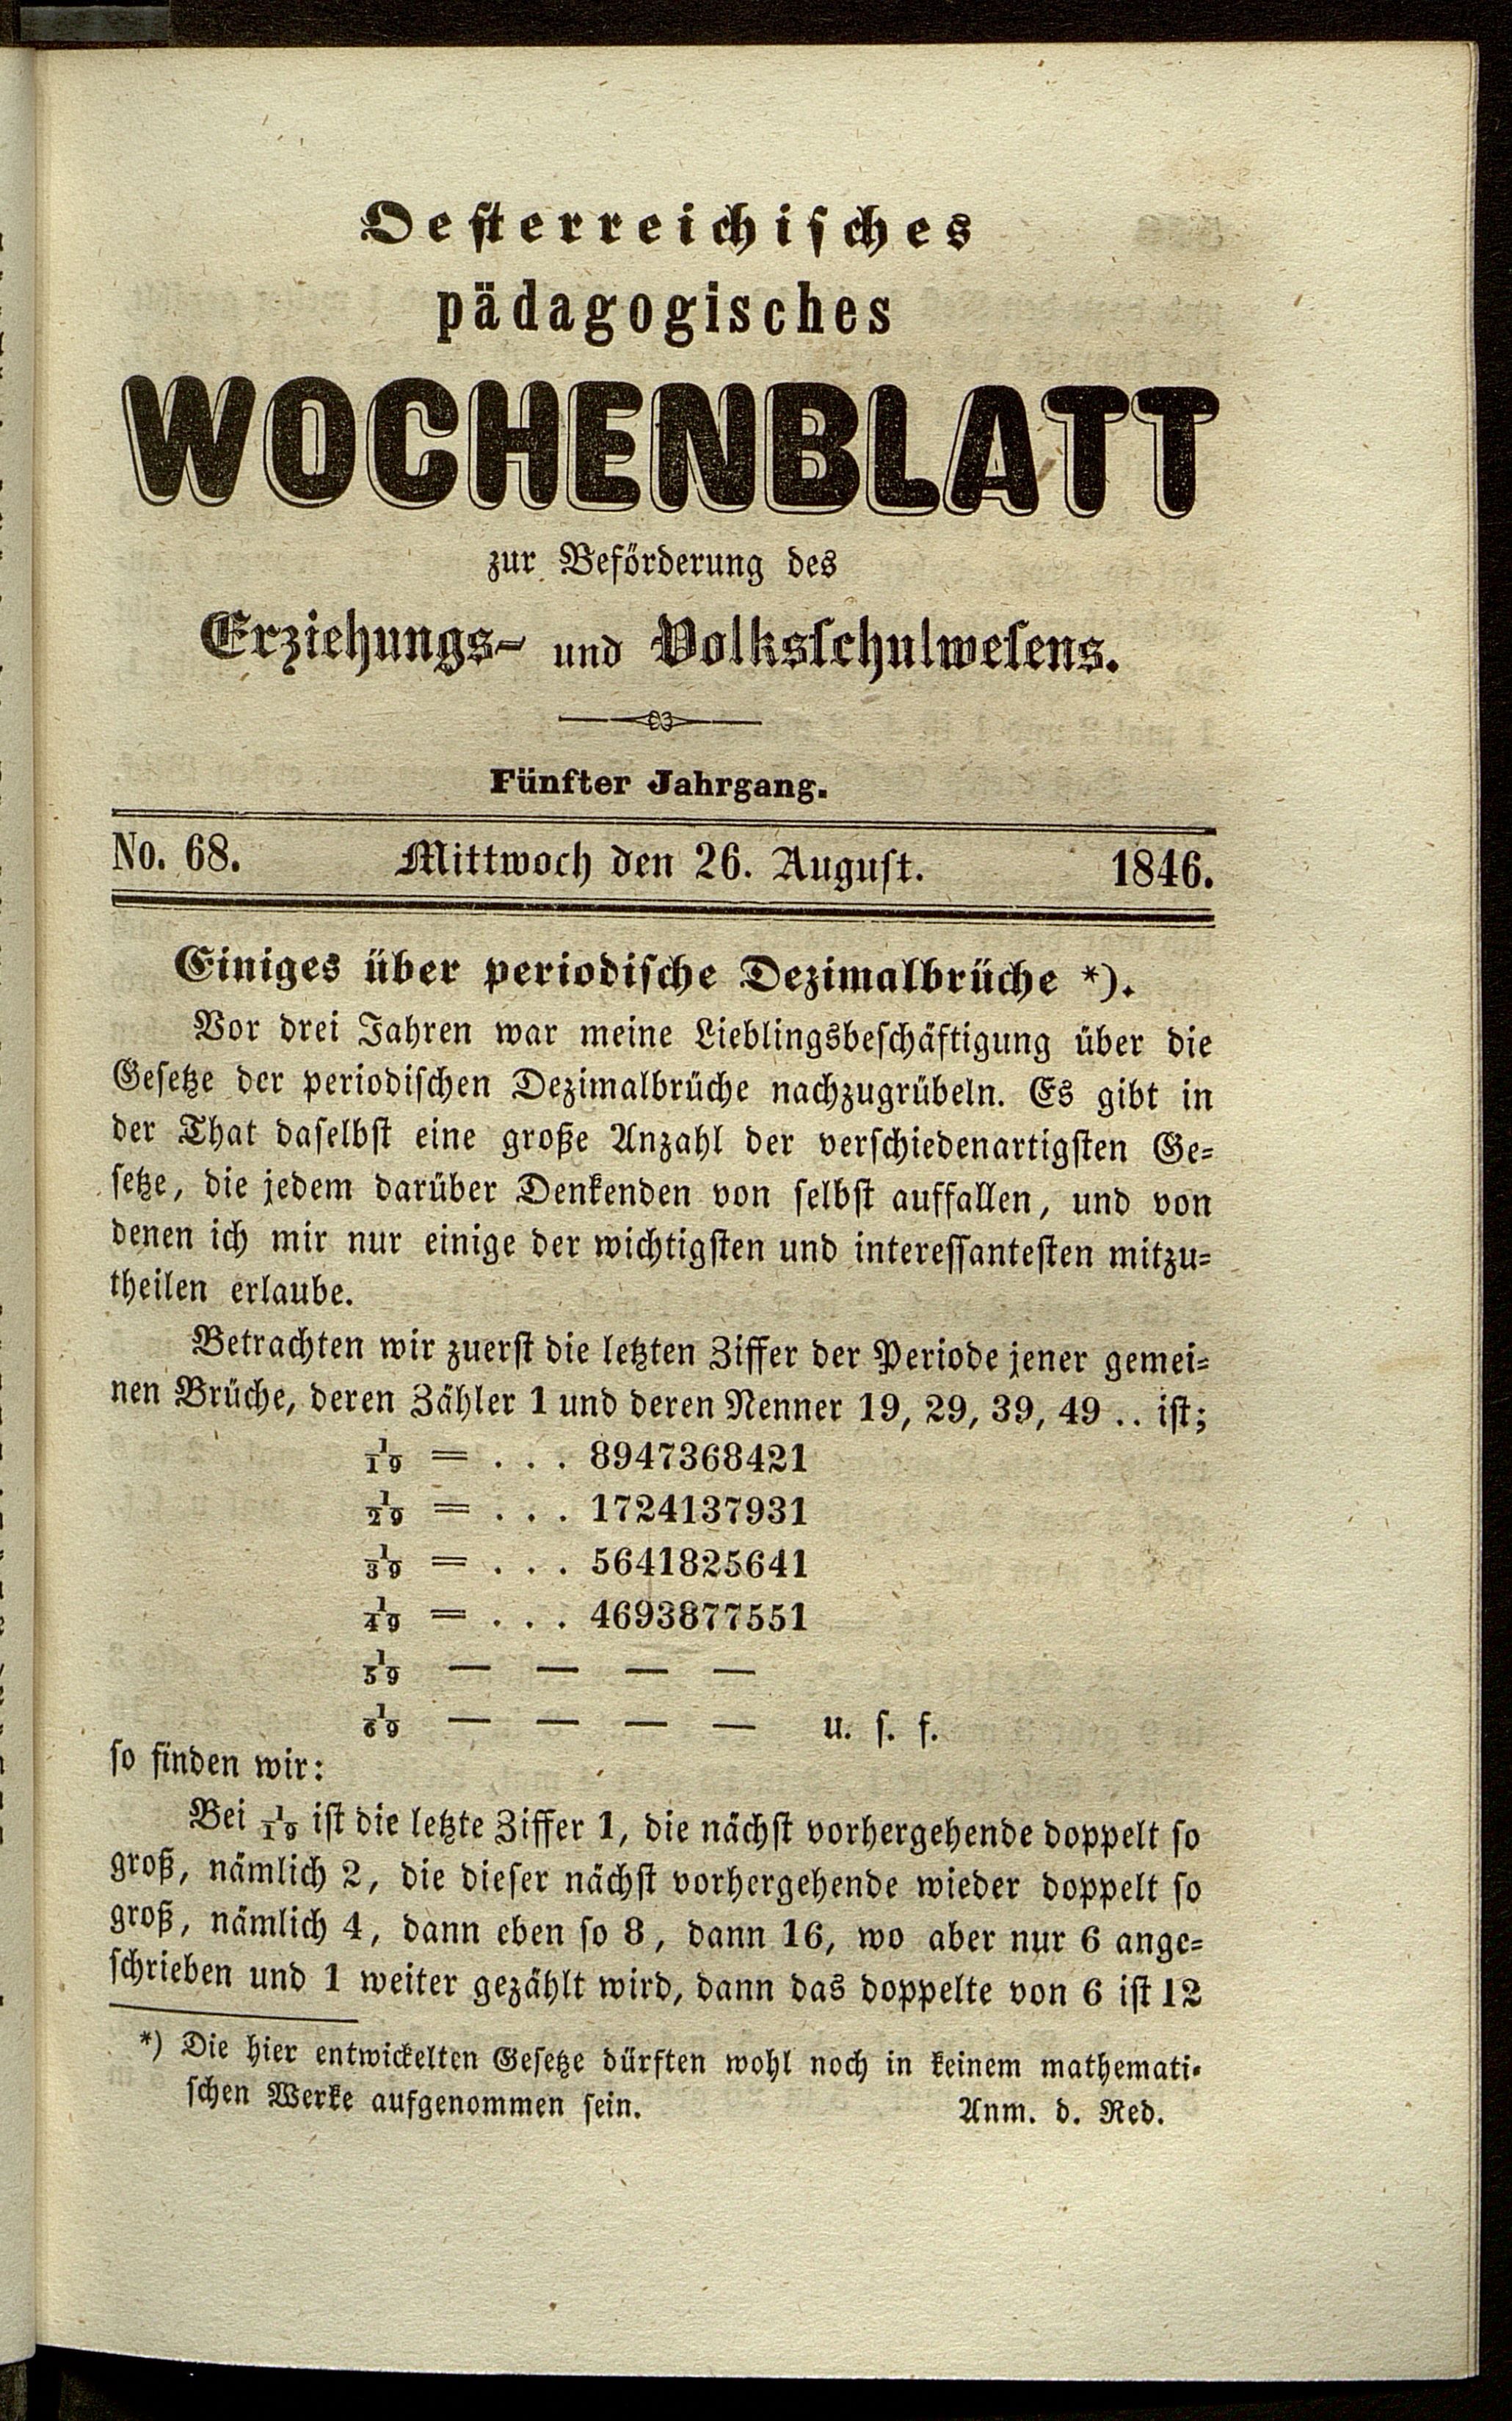 Oesterreichisches
pädagogisches
WOCHENBLATT
zur Beförderung des
Erziehungs- und Volksschulwesens.
Fünfter Jahrgang.
No. 68. Mittwoch den 26. August. 1846.
Einiges über periodische Dezimalbrüche *).
Vor drei Jahren war meine Lieblingsbeschäftigung über die
Gesetze der periodischen Dezimalbrüche nachzugrübeln. Es gibt in
der That daselbst eine große Anzahl der verschiedenartigsten Ge-
setze, die jedem darüber Denkenden von selbst auffallen, und von
denen ich mir nur einige der wichtigsten und interessantesten mitzu-
theilen erlaube.
Betrachten wir zuerst die letzten Ziffer der Periode jener gemei-
nen Brüche, deren Zähler 1 und deren Nenner 19, 29, 39, 49 .. ist;
1/19 = . . . 8947368421
1/29 = . . . 1724137931
1/39 = . . . 5641825641
1/49 = . . . 4693877551
1/59 — — — —
1/69 — — — — u. s. f.
so finden wir:
Bei 1/19 ist die letzte Ziffer 1, die nächst vorhergehende doppelt so
groß, nämlich 2, die dieser nächst vorhergehende wieder doppelt so
groß, nämlich 4, dann eben so 8, dann 16, wo aber nur 6 ange-
schrieben und 1 weiter gezählt wird, dann das doppelte von 6 ist 12
*) Die hier entwickelten Gesetze dürften wohl noch in keinem mathemati-
schen Werke aufgenommen sein. Anm. d. Red.